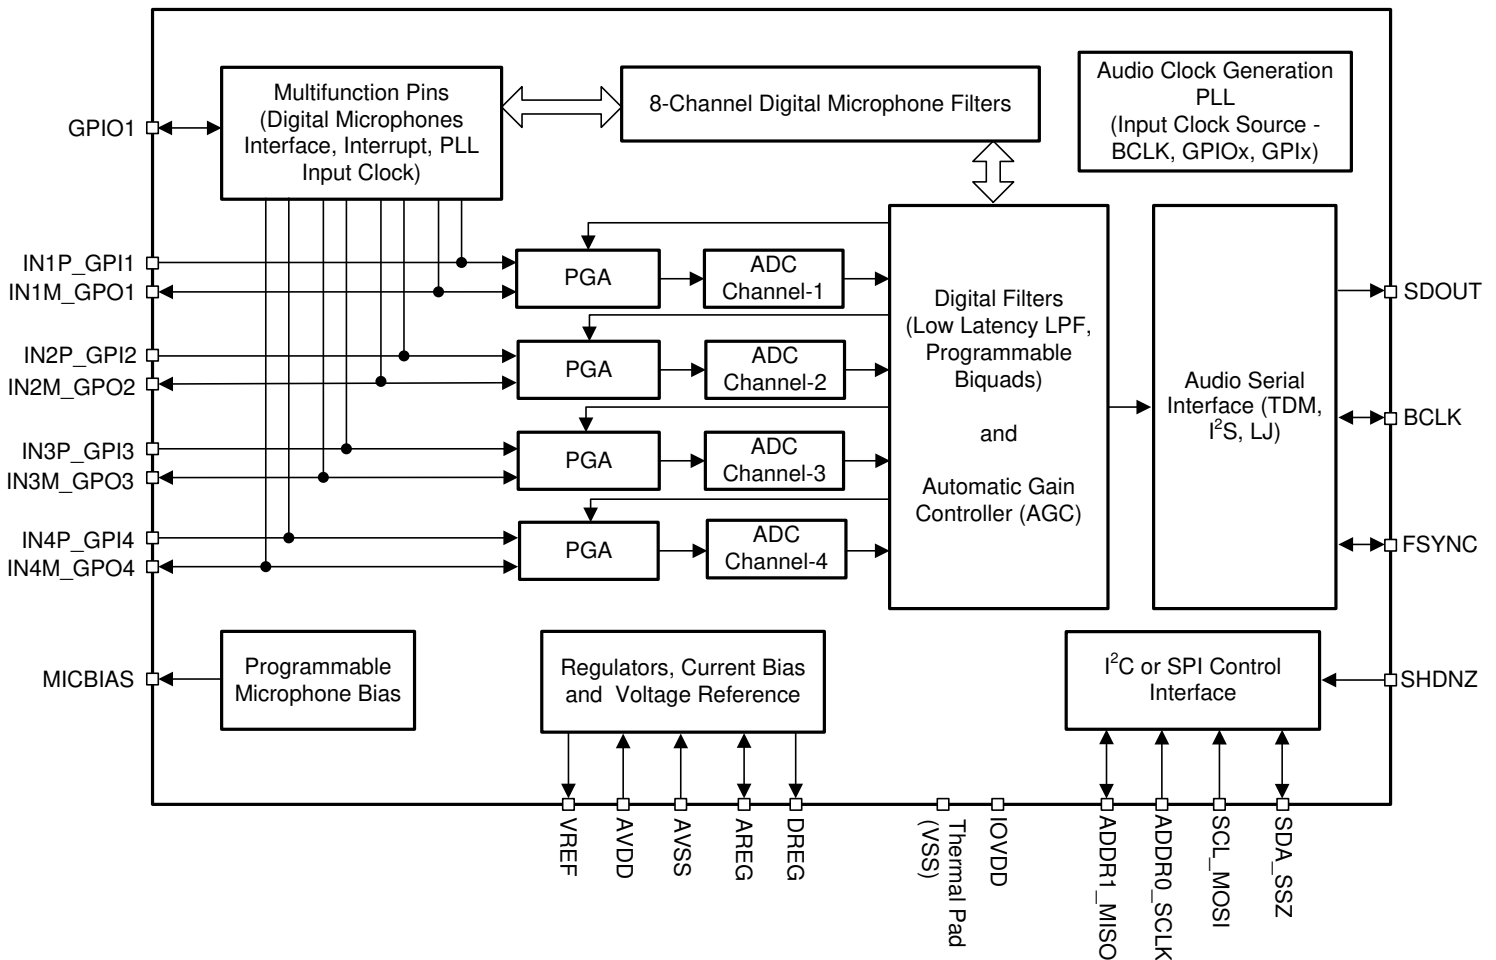 Multifunction Pins
(Digital Microphones
Interface, Interrupt, PLL
Input Clock)
8-Channel Digital Microphone Filters
Audio Clock Generation
PLL
(Input Clock Source -
BCLK, GPIOx, GPIx)
GPIO1
IN1P_GPI1
IN1M_GPO1
IN2P_GPI2
IN2M_GPO2
IN3P_GPI3
IN3M_GPO3
IN4P_GPI4
IN4M_GPO4
MICBIAS
PGA
ADC
Channel-1
PGA
ADC
Channel-2
PGA
ADC
Channel-3
PGA
ADC
Channel-4
Digital Filters
(Low Latency LPF,
Programmable
Biquads)
and
Automatic Gain
Controller (AGC)
Audio Serial
Interface (TDM,
I²S, LJ)
SDOUT
BCLK
FSYNC
SHDNZ
Programmable
Microphone Bias
Regulators, Current Bias
and Voltage Reference
I²C or SPI Control
Interface
VREF
AVDD
AVSS
AREG
DREG
Thermal Pad
(VSS)
IOVDD
ADDR1_MISO
ADDR0_SCLK
SCL_MOSI
SDA_SSZ